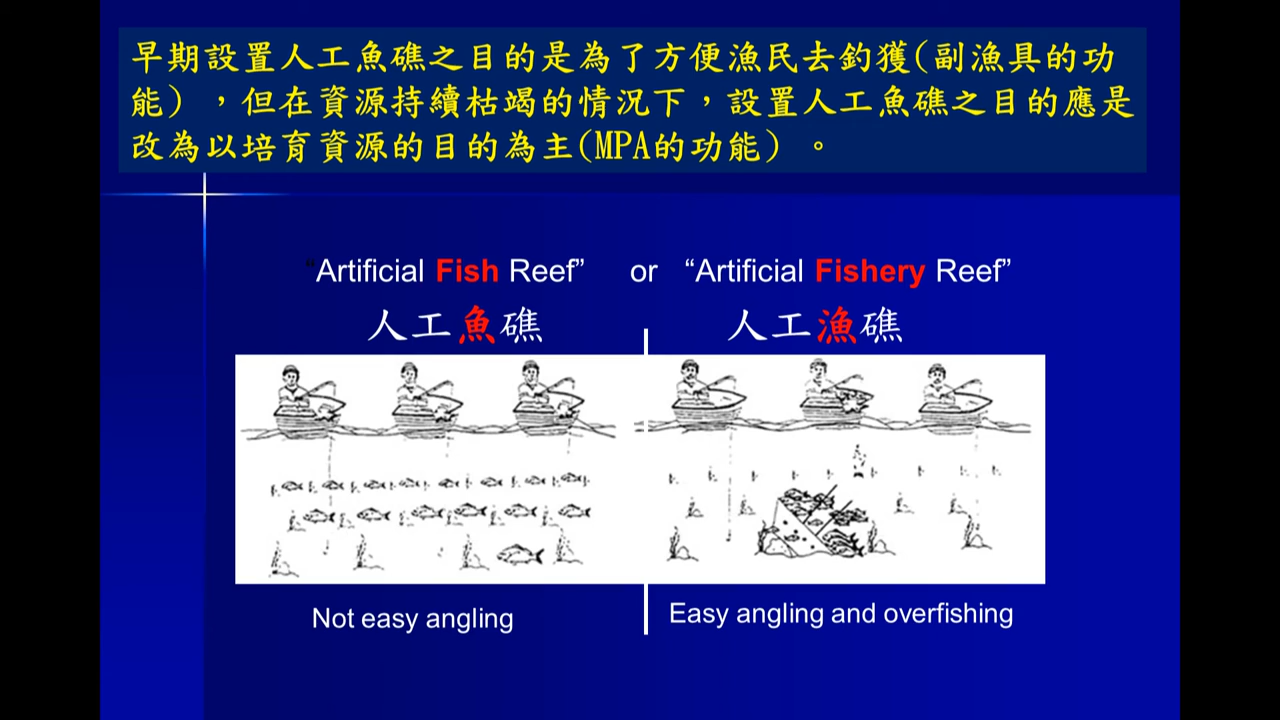 早期設置人工魚礁之目的是為了方便漁民去釣獲(副漁具的功
能),但在資源持續枯竭的情況下,設置人工魚礁之目的應是
改為以培育資源的目的為主(MPA的功能)。
“Artificial Fish Reef” or “Artificial Fishery Reef”
人工魚礁 人工漁礁
Not easy angling
Easy angling and overfishing